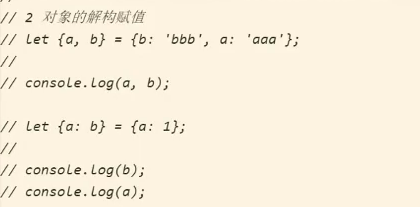 // 2 对象的解构赋值
// let {a, b} = {b: 'bbb', a: 'aaa'};
//
// console.log(a, b);
// let {a: b} = {a: 1};
//
// console.log(b);
// console.log(a);